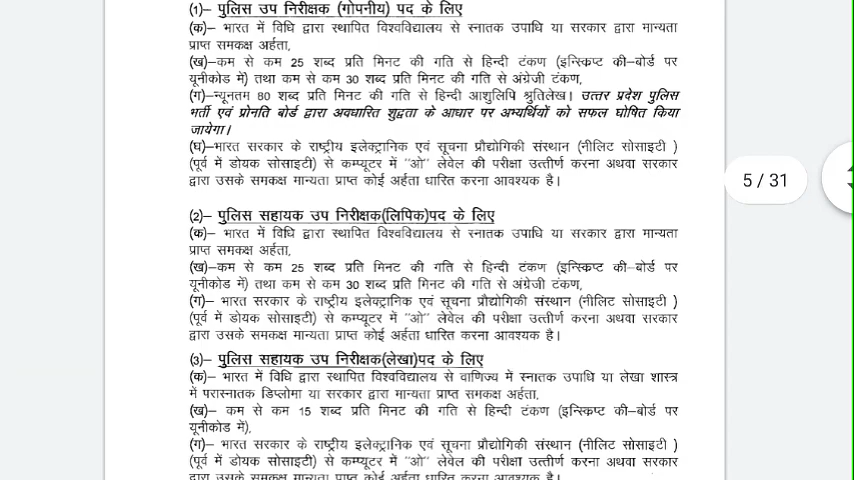 (1)– पुलिस उप निरीक्षक (गोपनीय) पद के लिए
(क)– भारत में विधि द्वारा स्थापित विश्वविद्यालय से स्नातक उपाधि या सरकार द्वारा मान्यता
प्राप्त समकक्ष अर्हता,
(ख)–कम से कम 25 शब्द प्रति मिनट की गति से हिन्दी टंकण (इन्स्क्रिप्ट की–बोर्ड पर
यूनीकोड में) तथा कम से कम 30 शब्द प्रति मिनट की गति से अंग्रेजी टंकण,
(ग)–न्यूनतम 80 शब्द प्रति मिनट की गति से हिन्दी आशुलिपि श्रुतिलेख। उत्तर प्रदेश पुलिस
भर्ती एवं प्रोनति बोर्ड द्वारा अवधारित शुद्वता के आधार पर अभ्यर्थियों को सफल घोषित किया
जायेगा।
(घ)–भारत सरकार के राष्ट्रीय इलेक्ट्रानिक एवं सूचना प्रौद्योगिकी संस्थान (नीलिट सोसाइटी )
(पूर्व में डोयक सोसाइटी) से कम्प्यूटर में "ओ" लेवेल की परीक्षा उत्तीर्ण करना अथवा सरकार
द्वारा उसके समकक्ष मान्यता प्राप्त कोई अर्हता धारित करना आवश्यक है।
5 / 31
(2)– पुलिस सहायक उप निरीक्षक(लिपिक)पद के लिए
(क)– भारत में विधि द्वारा स्थापित विश्वविद्यालय से स्नातक उपाधि या सरकार द्वारा मान्यता
प्राप्त समकक्ष अर्हता,
(ख)–कम से कम 25 शब्द प्रति मिनट की गति से हिन्दी टंकण (इन्स्क्रिप्ट की–बोर्ड पर
यूनीकोड में) तथा कम से कम 30 शब्द प्रति मिनट की गति से अंग्रेजी टंकण,
(ग)– भारत सरकार के राष्ट्रीय इलेक्ट्रानिक एवं सूचना प्रौद्योगिकी संस्थान (नीलिट सोसाइटी )
(पूर्व में डोयक सोसाइटी) से कम्प्यूटर में "ओ" लेवेल की परीक्षा उत्तीर्ण करना अथवा सरकार
द्वारा उसके समकक्ष मान्यता प्राप्त कोई अर्हता धारित करना आवश्यक है।
(3)– पुलिस सहायक उप निरीक्षक(लेखा)पद के लिए
(क)– भारत में विधि द्वारा स्थापित विश्वविद्यालय से वाणिज्य में स्नातक उपाधि या लेखा शास्त्र
में परास्नातक डिप्लोमा या सरकार द्वारा मान्यता प्राप्त समकक्ष अर्हता,
(ख)– कम से कम 15 शब्द प्रति मिनट की गति से हिन्दी टंकण (इन्स्क्रिप्ट की–बोर्ड पर
यूनीकोड में),
(ग)– भारत सरकार के राष्ट्रीय इलेक्ट्रानिक एवं सूचना प्रौद्योगिकी संस्थान (नीलिट सोसाइटी )
(पूर्व में डोयक सोसाइटी) से कम्प्यूटर में "ओ" लेवेल की परीक्षा उत्तीर्ण करना अथवा सरकार
द्वारा उसके समकक्ष मान्यता प्राप्त कोई अर्हता धारित करना आवश्यक है।